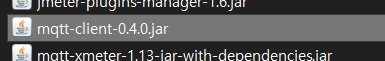 jmeter-plugins-manager-1.6.jar
mqtt-client-0.4.0.jar
mqtt-xmeter-1.13-jar-with-dependencies.jar